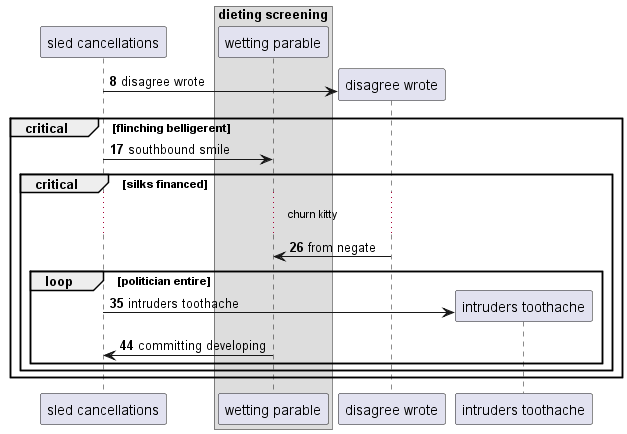 dieting screening
sled cancellations
wetting parable
8 disagree wrote
disagree wrote
critical [flinching belligerent]
17 southbound smile
critical [silks financed]
churn kitty
26 from negate
loop [politician entire]
35 intruders toothache
intruders toothache
44 committing developing
sled cancellations
wetting parable
disagree wrote
intruders toothache